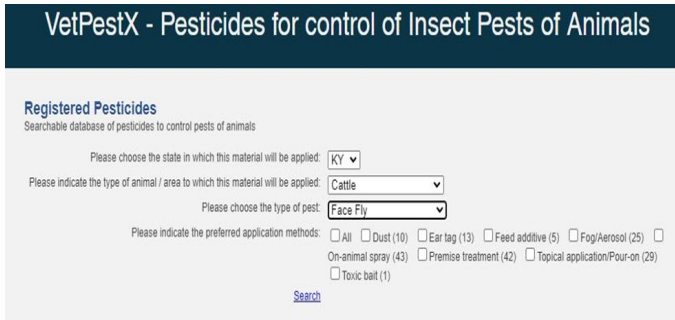 VetPestX - Pesticides for control of Insect Pests of Animals
Registered Pesticides
Searchable database of pesticides to control pests of animals
Please choose the state in which this material will be applied: KY
Please indicate the type of animal / area to which this material will be applied: Cattle
Please choose the type of pest: Face Fly
Please indicate the preferred application methods: All Dust (10) Ear tag (13) Feed additive (5) Fog/Aerosol (25)
On-animal spray (43) Premise treatment (42) Topical application/Pour-on (29)
Toxic bait (1)
Search